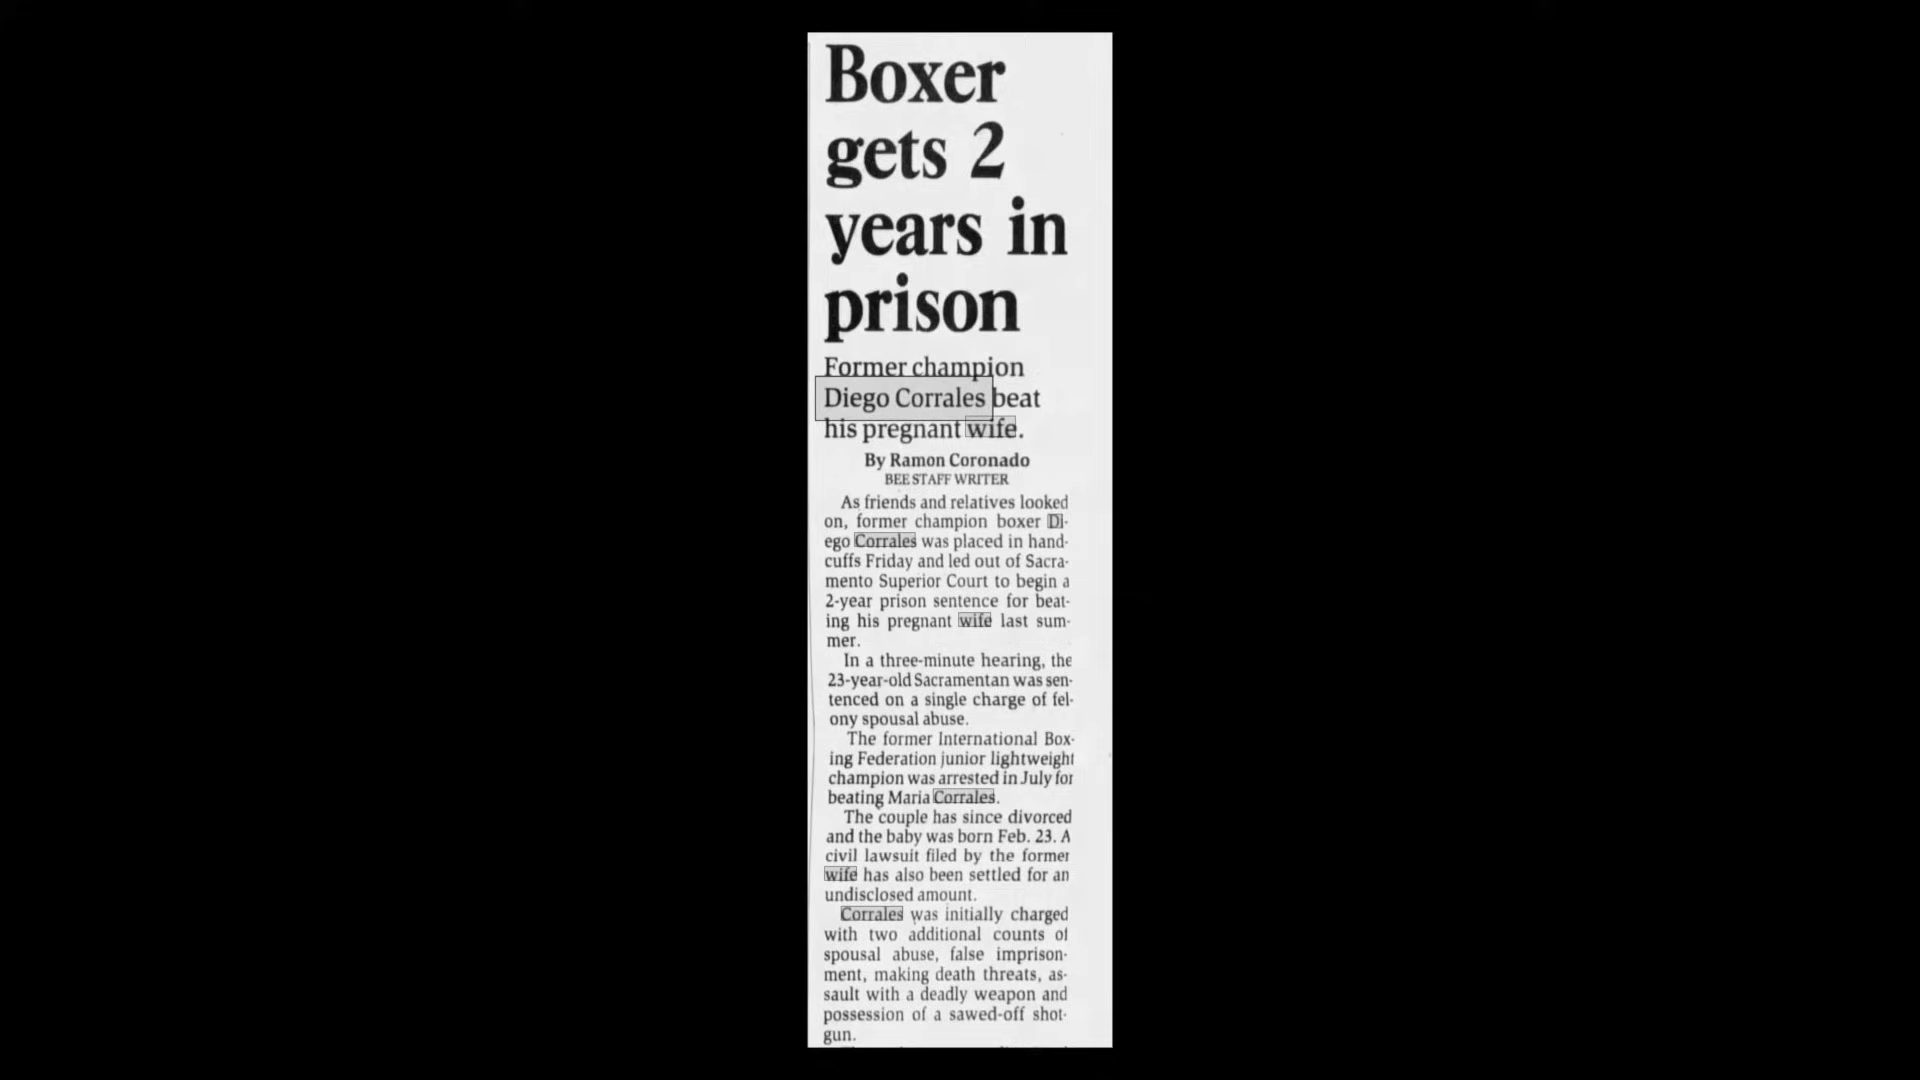 Boxer
gets 2
years in
prison
Former champion
Diego Corrales beat
his pregnant wife.
By Ramon Coronado
BEE STAFF WRITER
As friends and relatives looked
on, former champion boxer Di-
ego Corrales was placed in hand-
cuffs Friday and led out of Sacra-
mento Superior Court to begin a
2-year prison sentence for beat-
ing his pregnant wife last sum-
mer.
In a three-minute hearing, the
23-year-old Sacramentan was sen-
tenced on a single charge of fel-
ony spousal abuse.
The former International Box-
ing Federation junior lightweight
champion was arrested in July for
beating Maria Corrales.
The couple has since divorced
and the baby was born Feb. 23. A
civil lawsuit filed by the former
wife has also been settled for an
undisclosed amount.
Corrales was initially charged
with two additional counts of
spousal abuse, false imprison-
ment, making death threats, as-
sault with a deadly weapon and
possession of a sawed-off shot-
gun.